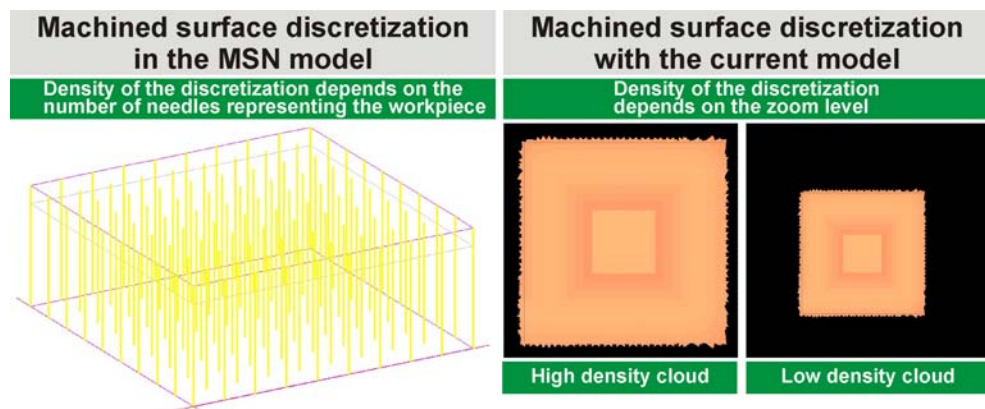 Machined surface discretization
in the MSN model
Density of the discretization depends on the
number of needles representing the workpiece
Machined surface discretization
with the current model
Density of the discretization
depends on the zoom level
High density cloud
Low density cloud